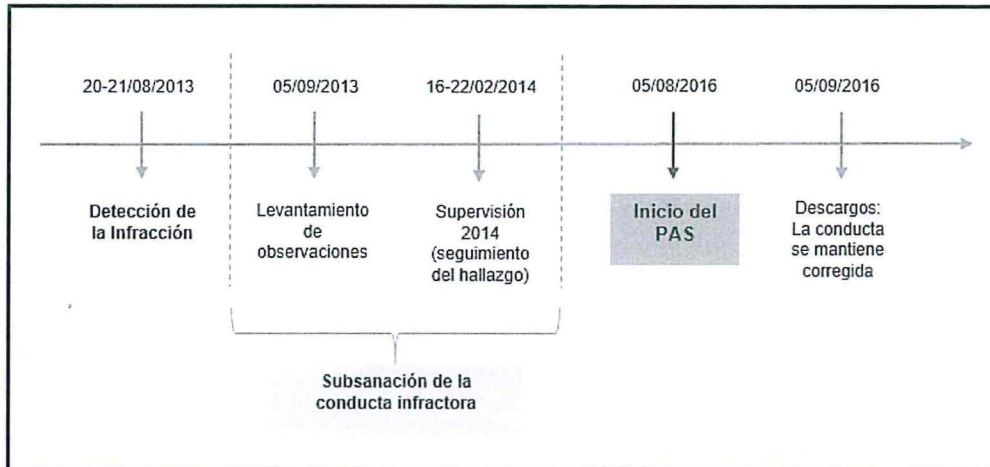 20-21/08/2013
05/09/2013
16-22/02/2014
05/08/2016
05/09/2016
Detección de
la Infracción
Levantamiento
de
observaciones
Supervisión
2014
(seguimiento
del hallazgo)
Inicio del
PAS
Descargos:
La conducta
se mantiene
corregida
Subsanación de la
conducta infractora